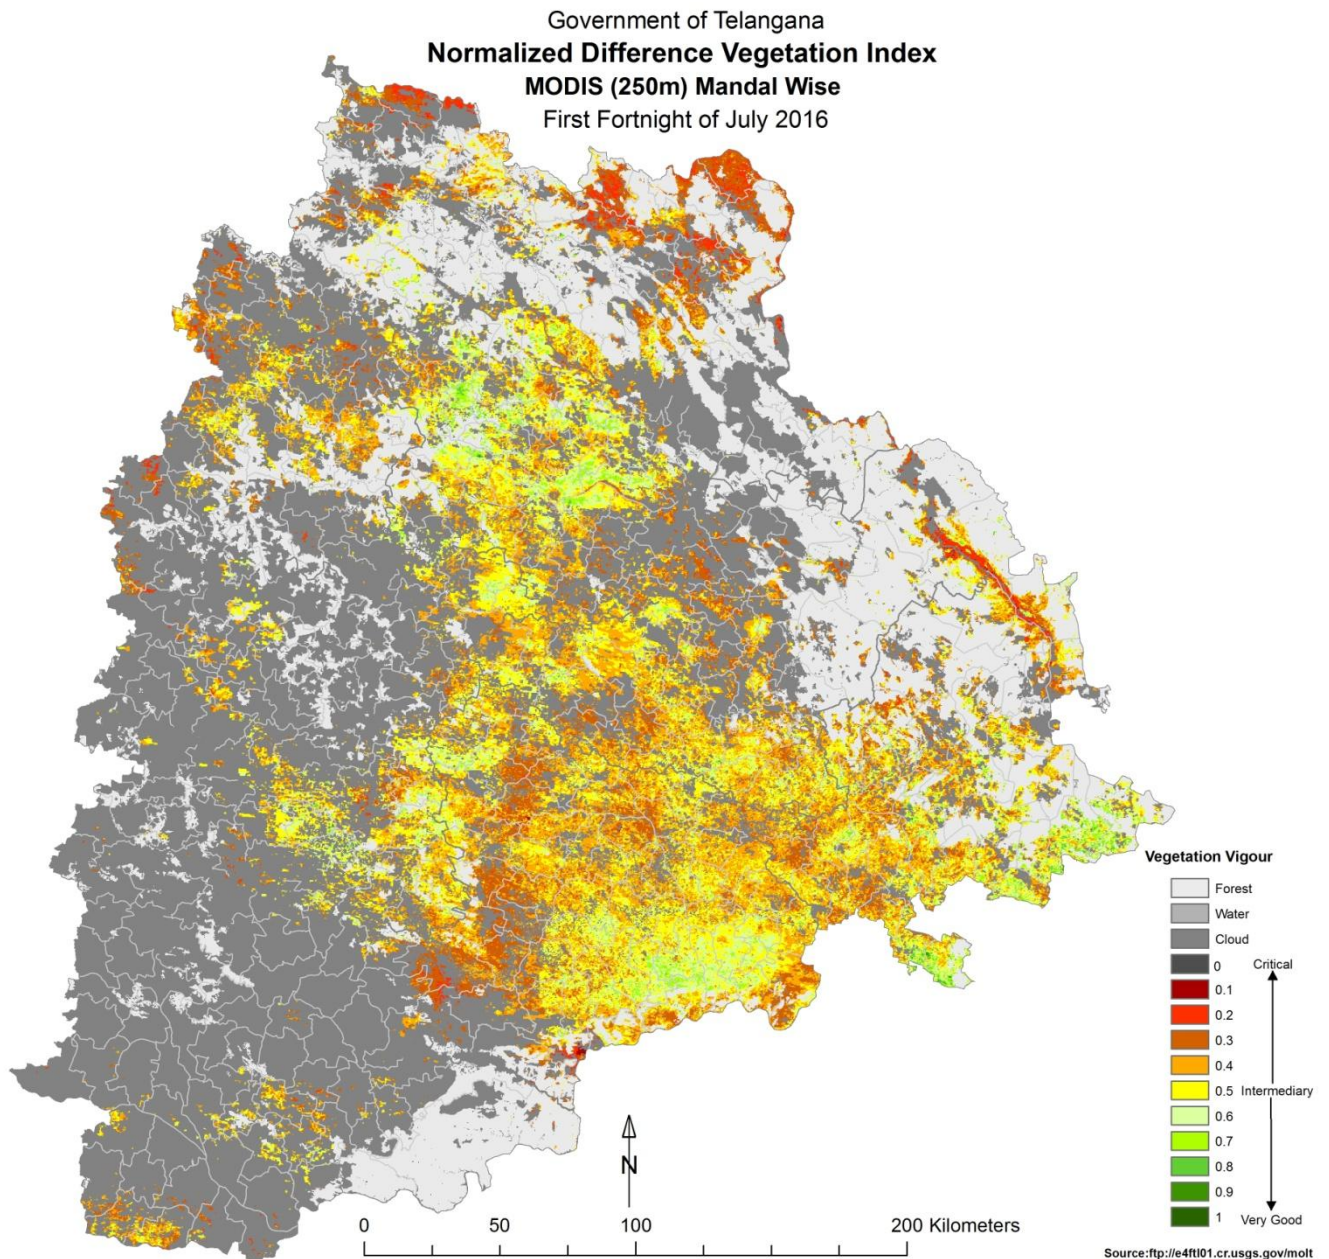 Government of Telangana
Normalized Difference Vegetation Index
MODIS (250m) Mandal Wise
First Fortnight of July 2016
Vegetation Vigour
Forest
Water
Cloud
0 Critical
0.1
0.2
0.3
0.4
0.5 Intermediary
0.6
0.7
0.8
0.9
1 Very Good
N
0 50 100 200 Kilometers
Source:ftp://e4ftl01.cr.usgs.gov/molt